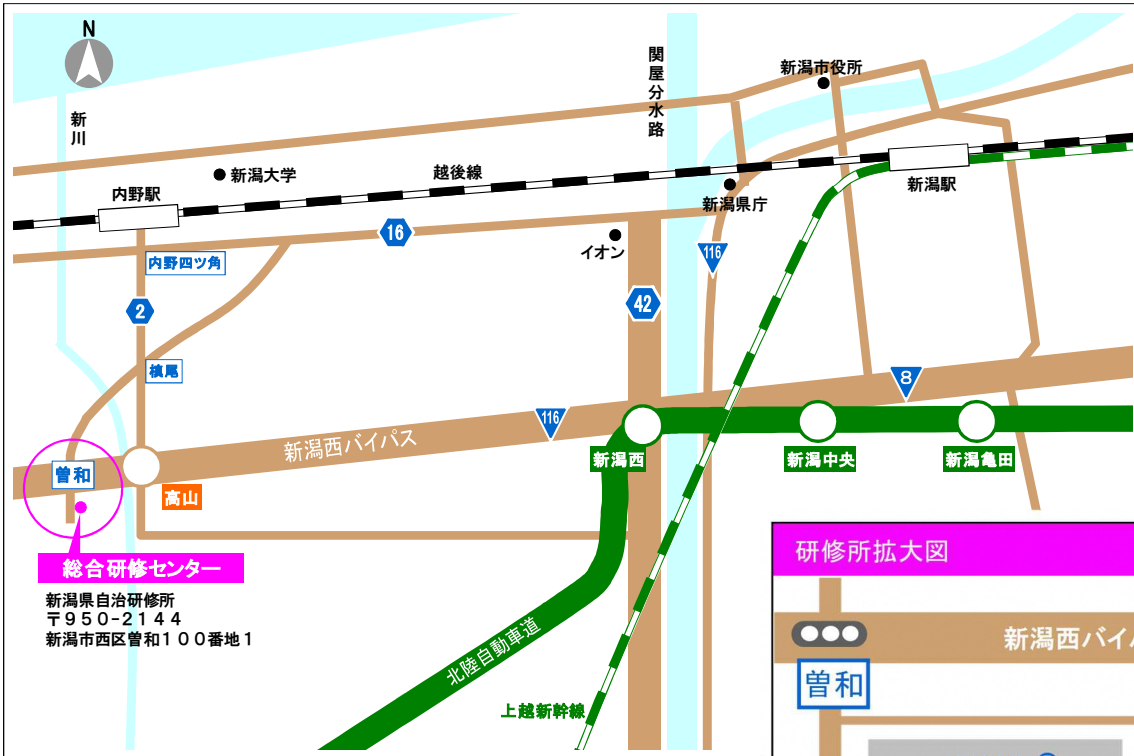 N
新川
関屋分水路
新潟市役所
新潟大学
越後線
内野駅
新潟駅
新潟県庁
16
イオン
116
内野四ツ角
2
42
槙尾
8
116
新潟西バイパス
曽和
新潟西
新潟中央
新潟亀田
高山
総合研修センター
新潟県自治研修所
〒950-2144
新潟市西区曽和100番地1
北陸自動車道
上越新幹線
研修所拡大図
新潟西バイ
曽和